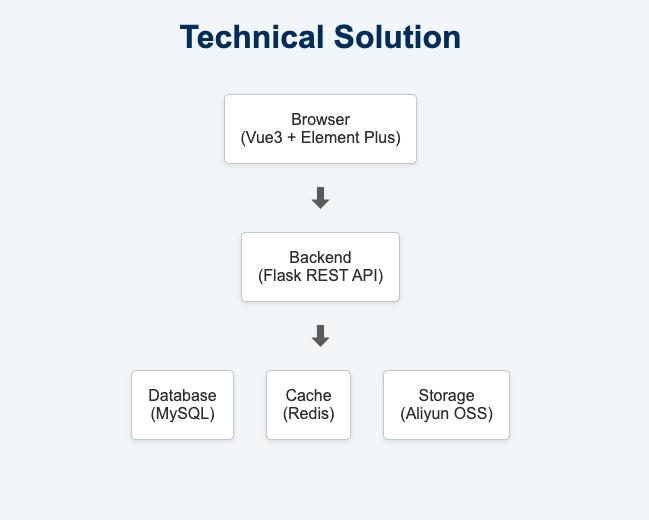 Technical Solution
Browser
(Vue3 + Element Plus)
Backend
(Flask REST API)
Database
(MySQL)
Cache
(Redis)
Storage
(Aliyun OSS)